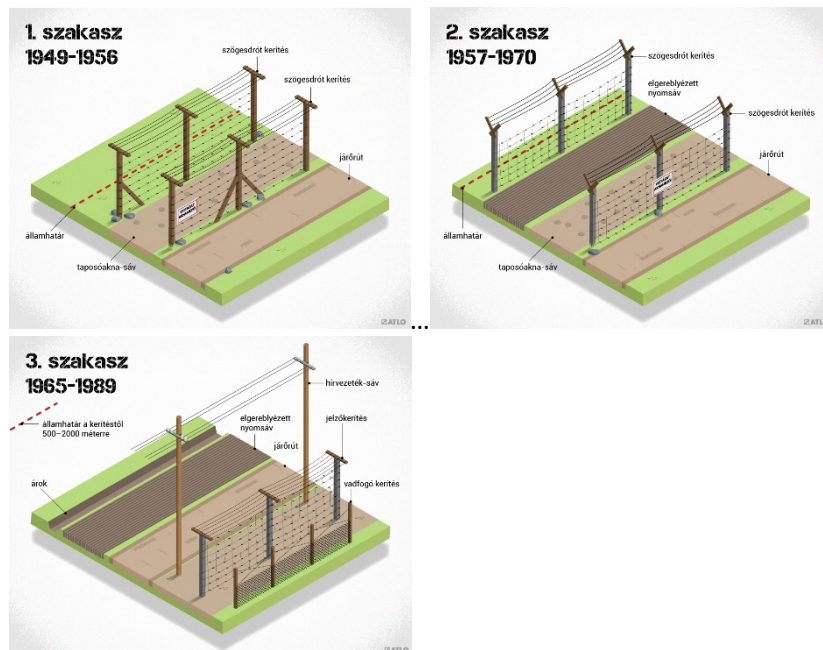 1. szakasz
1949-1956
szögesdrót kerítés
szögesdrót kerítés
járőrút
államhatár
taposóakna-sáv
ATLO
...
2. szakasz
1957-1970
szögesdrót kerítés
elgereblyézett
nyomsáv
szögesdrót kerítés
járőrút
államhatár
taposóakna-sáv
ATLO
3. szakasz
1965-1989
hírvezeték-sáv
államhatár a kerítéstől
500–2000 méterre
elgereblyézett
nyomsáv
jelzőkerítés
járőrút
vadfogó kerítés
árok
ATLO